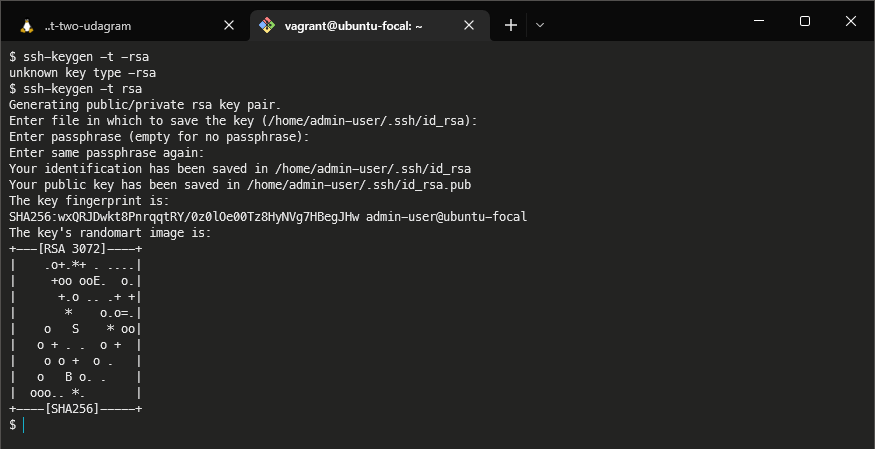 ..t-two-udagram
vagrant@ubuntu-focal: ~
$ ssh-keygen -t -rsa
unknown key type -rsa
$ ssh-keygen -t rsa
Generating public/private rsa key pair.
Enter file in which to save the key (/home/admin-user/.ssh/id_rsa):
Enter passphrase (empty for no passphrase):
Enter same passphrase again:
Your identification has been saved in /home/admin-user/.ssh/id_rsa
Your public key has been saved in /home/admin-user/.ssh/id_rsa.pub
The key fingerprint is:
SHA256:wxQRJDwkt8PnrqqtRY/0z0lOe00Tz8HyNVg7HBegJHw admin-user@ubuntu-focal
The key's randomart image is:
+---[RSA 3072]----+
|    .o+.*+ . ....|
|     +oo ooE.  o.|
|      +.o .. .+ +|
|       *    o.o=.|
|    o   S    * oo|
|   o + . .  o +  |
|    o o +  o .   |
|   o   B o. .    |
|  ooo.. *.       |
+----[SHA256]-----+
$